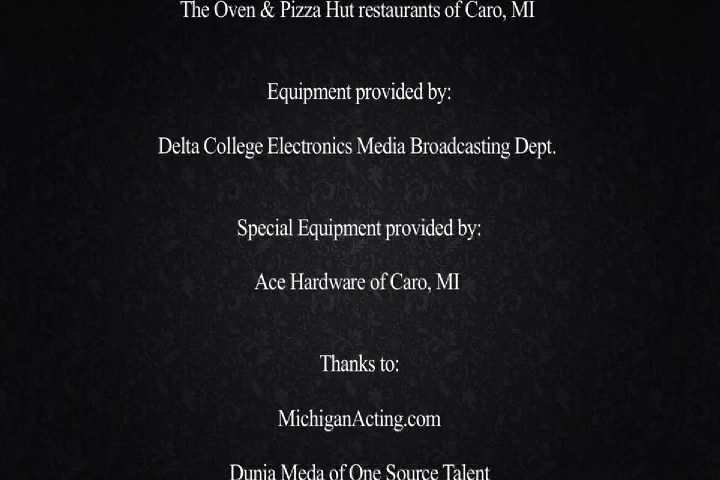 The Oven & Pizza Hut restaurants of Caro, MI
Equipment provided by:
Delta College Electronics Media Broadcasting Dept.
Special Equipment provided by:
Ace Hardware of Caro, MI
Thanks to:
MichiganActing.com
Dunja Meda of One Source Talent